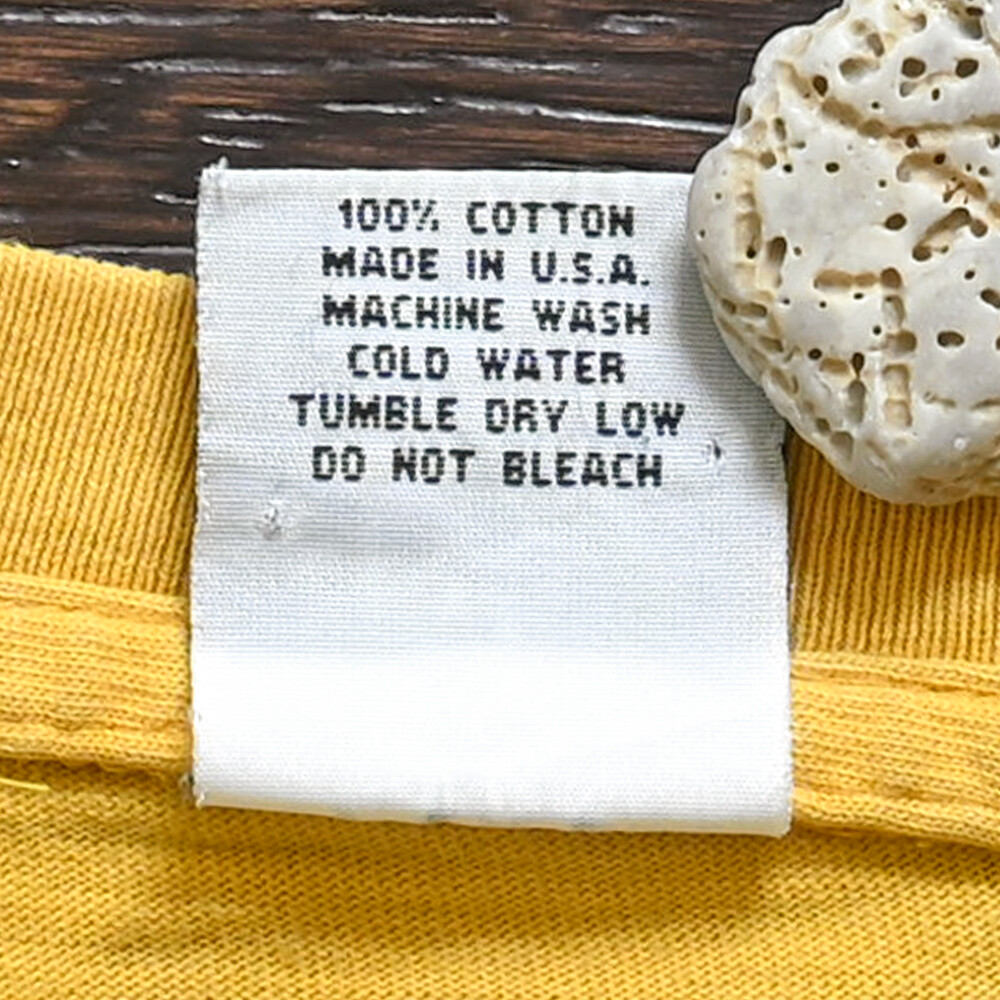 100% COTTON
MADE IN U.S.A.
MACHINE WASH
COLD WATER
TUMBLE DRY LOW
DO NOT BLEACH